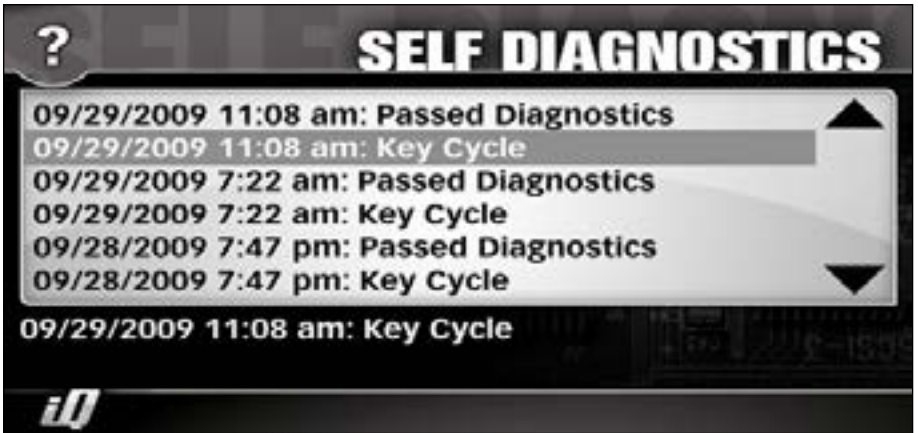 ?
SELF DIAGNOSTICS
09/29/2009 11:08 am: Passed Diagnostics
09/29/2009 11:08 am: Key Cycle
09/29/2009 7:22 am: Passed Diagnostics
09/29/2009 7:22 am: Key Cycle
09/28/2009 7:47 pm: Passed Diagnostics
09/28/2009 7:47 pm: Key Cycle
09/29/2009 11:08 am: Key Cycle
iQ